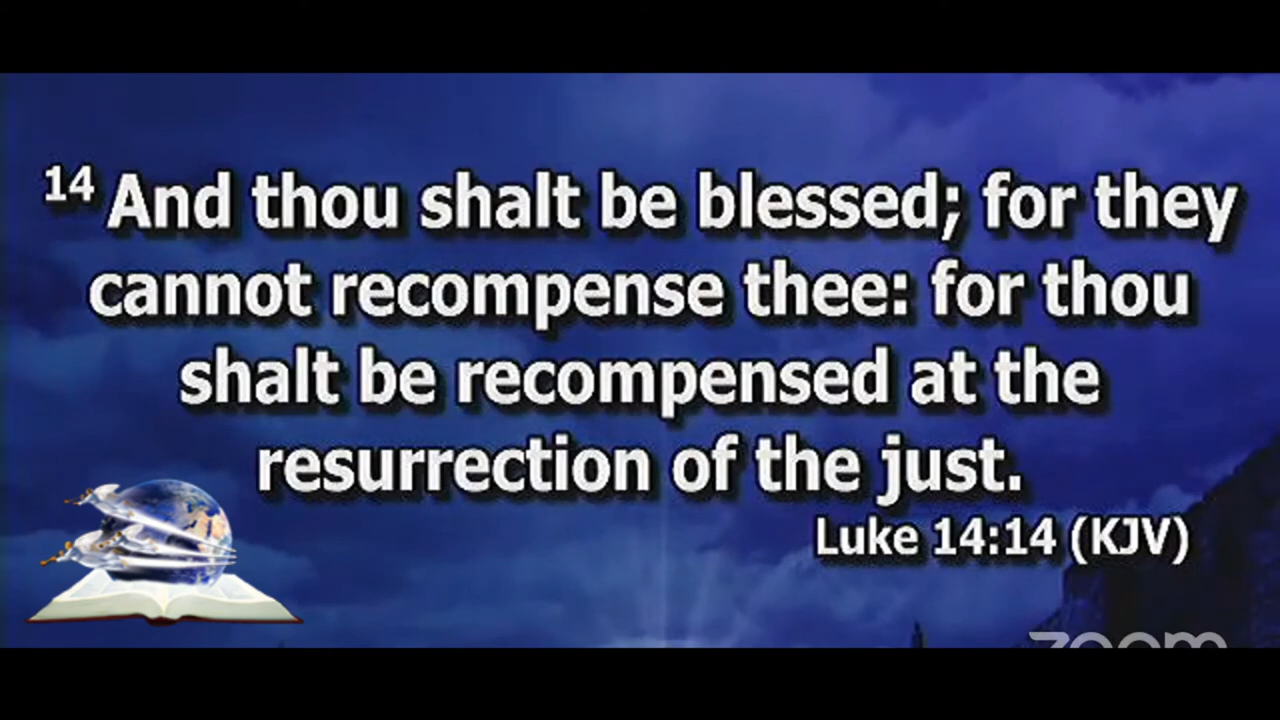 14 And thou shalt be blessed; for they
cannot recompense thee: for thou
shalt be recompensed at the
resurrection of the just.
Luke 14:14 (KJV)
zoom